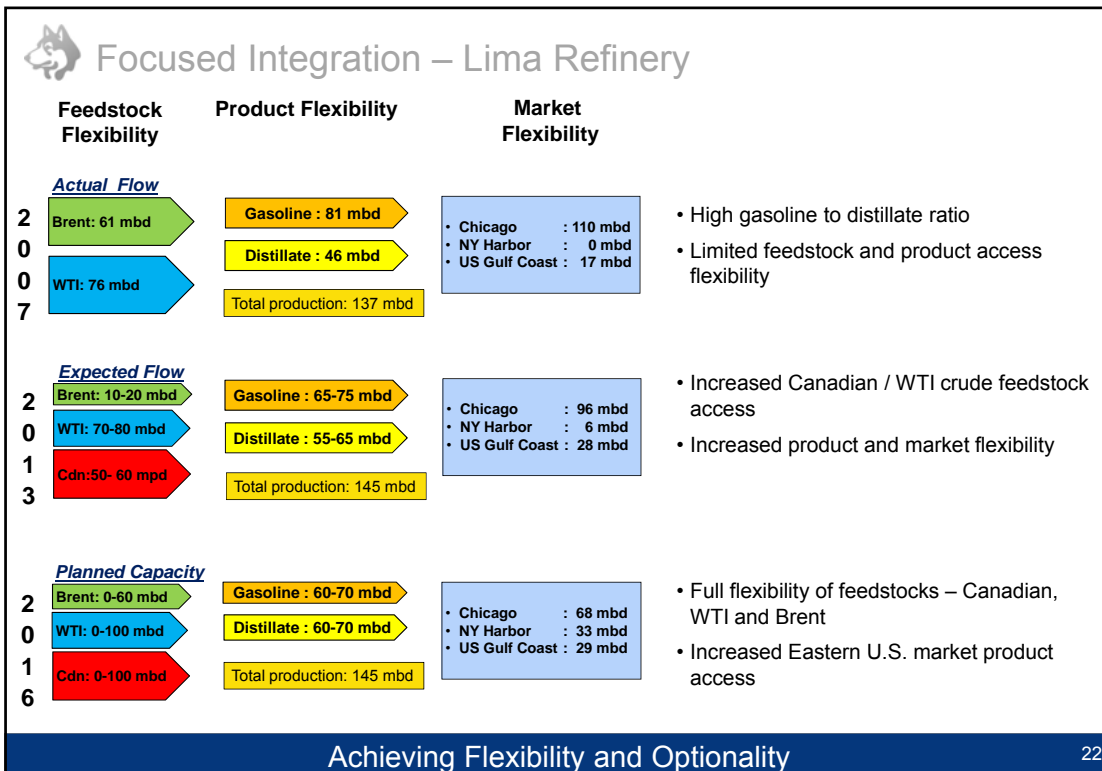 Focused Integration – Lima Refinery
Feedstock
Flexibility
Product Flexibility
Market
Flexibility
2
0
0
7
Actual  Flow
Brent: 61 mbd
WTI: 76 mbd
Gasoline : 81 mbd
Distillate : 46 mbd
Total production: 137 mbd
• Chicago : 110 mbd
• NY Harbor : 0 mbd
• US Gulf Coast : 17 mbd
• High gasoline to distillate ratio
• Limited feedstock and product access
flexibility
2
0
1
3
Expected Flow
Brent: 10-20 mbd
WTI: 70-80 mbd
Cdn:50- 60 mpd
Gasoline : 65-75 mbd
Distillate : 55-65 mbd
Total production: 145 mbd
• Chicago : 96 mbd
• NY Harbor : 6 mbd
• US Gulf Coast : 28 mbd
• Increased Canadian / WTI crude feedstock
access
• Increased product and market flexibility
2
0
1
6
Planned Capacity
Brent: 0-60 mbd
WTI: 0-100 mbd
Cdn: 0-100 mbd
Gasoline : 60-70 mbd
Distillate : 60-70 mbd
Total production: 145 mbd
• Chicago : 68 mbd
• NY Harbor : 33 mbd
• US Gulf Coast : 29 mbd
• Full flexibility of feedstocks – Canadian,
WTI and Brent
• Increased Eastern U.S. market product
access
Achieving Flexibility and Optionality
22